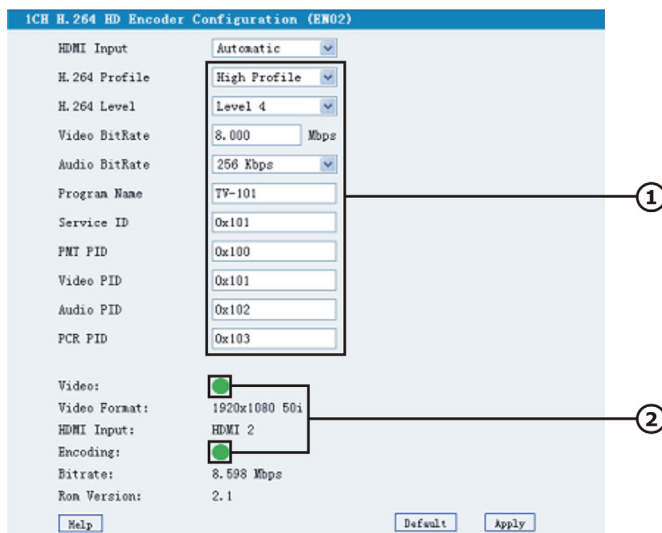 1CH H.264 HD Encoder Configuration (EN02)
HDMI Input Automatic
H.264 Profile High Profile
H.264 Level Level 4
Video BitRate 8.000 Mbps
Audio BitRate 256 Kbps
Program Name TV-101
①
Service ID 0x101
PMT PID 0x100
Video PID 0x101
Audio PID 0x102
PCR PID 0x103
Video:
Video Format: 1920x1080 50i
②
HDMI Input: HDMI 2
Encoding:
Bitrate: 8.598 Mbps
Rom Version: 2.1
Help Default Apply